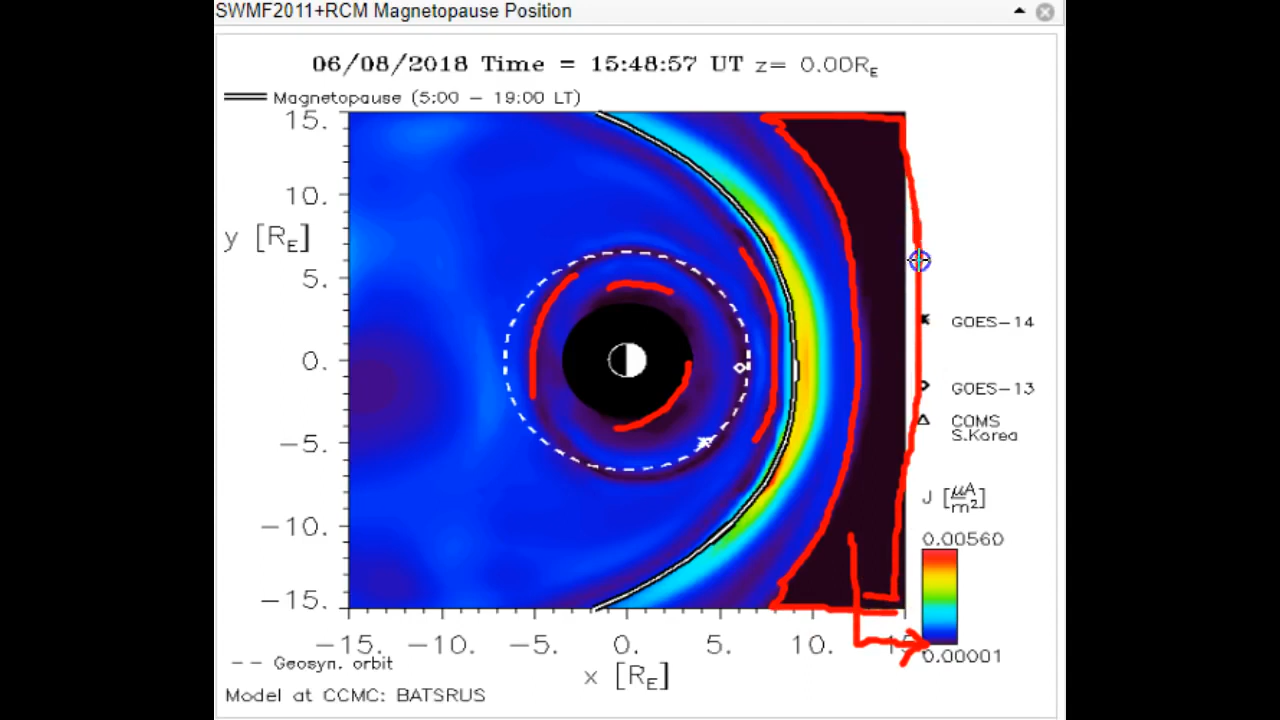 SWMF2011+RCM Magnetopause Position
06/08/2018 Time = 15:48:57 UT z= 0.00RE
Magnetopause (5:00 – 19:00 LT)
15.
10.
y [RE]
5.
0.
−5.
−10.
−15.
GOES−14
GOES−13
COMS
S.Korea
J [μA/m2]
0.00560
0.00001
−15. −10. −5. 0. 5. 10. 15
−− Geosyn. orbit
x [RE]
Model at CCMC: BATSRUS